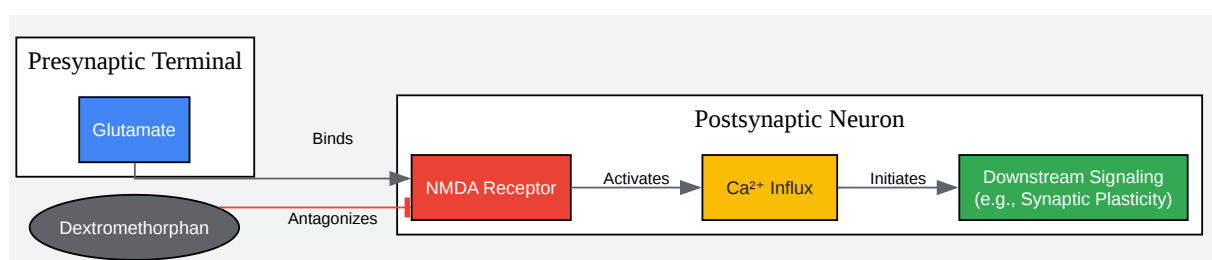 Presynaptic Terminal
Glutamate
Binds
Postsynaptic Neuron
NMDA Receptor
Activates
Ca²⁺ Influx
Initiates
Downstream Signaling
(e.g., Synaptic Plasticity)
Dextromethorphan
Antagonizes